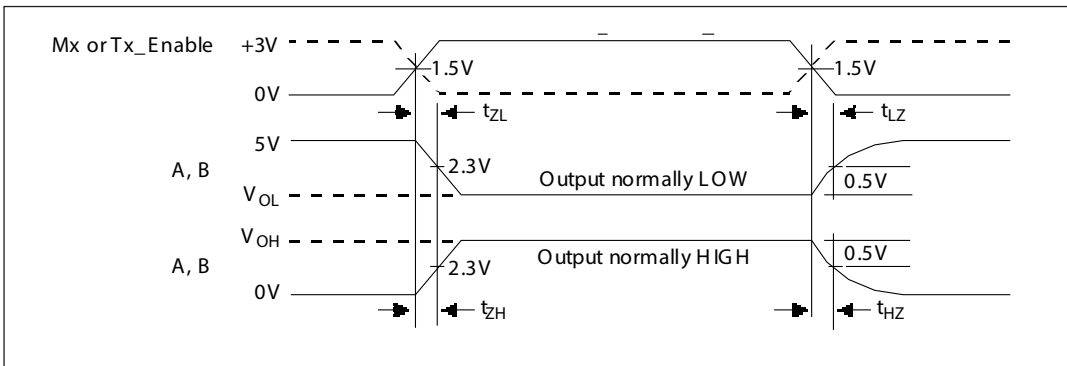 Mx or Tx_Enable +3V
1.5V 1.5V
0V
tZL tLZ
5V
A, B 2.3V
Output normally LOW 0.5V
VOL
VOH
Output normally HIGH 0.5V
A, B 2.3V
0V
tZH tHZ